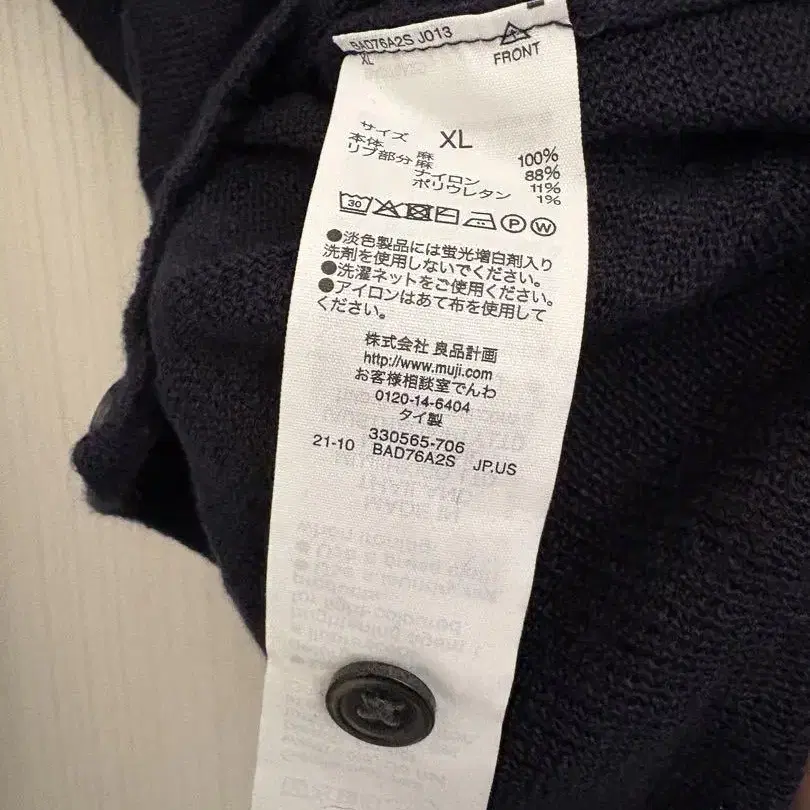 BAD76A2S J013
XL
FRONT
サイズ XL
本体 麻 100%
リブ部分 麻 88%
ナイロン 11%
ポリウレタン 1%
30
P W
●淡色製品には蛍光増白剤入り
洗剤を使用しないでください。
●洗濯ネットをご使用ください。
●アイロンはあて布を使用して
ください。
株式会社 良品計画
http://www.muji.com
お客様相談室でんわ
0120-14-6404
タイ製
330565-706
21-10 BAD76A2S JP,US